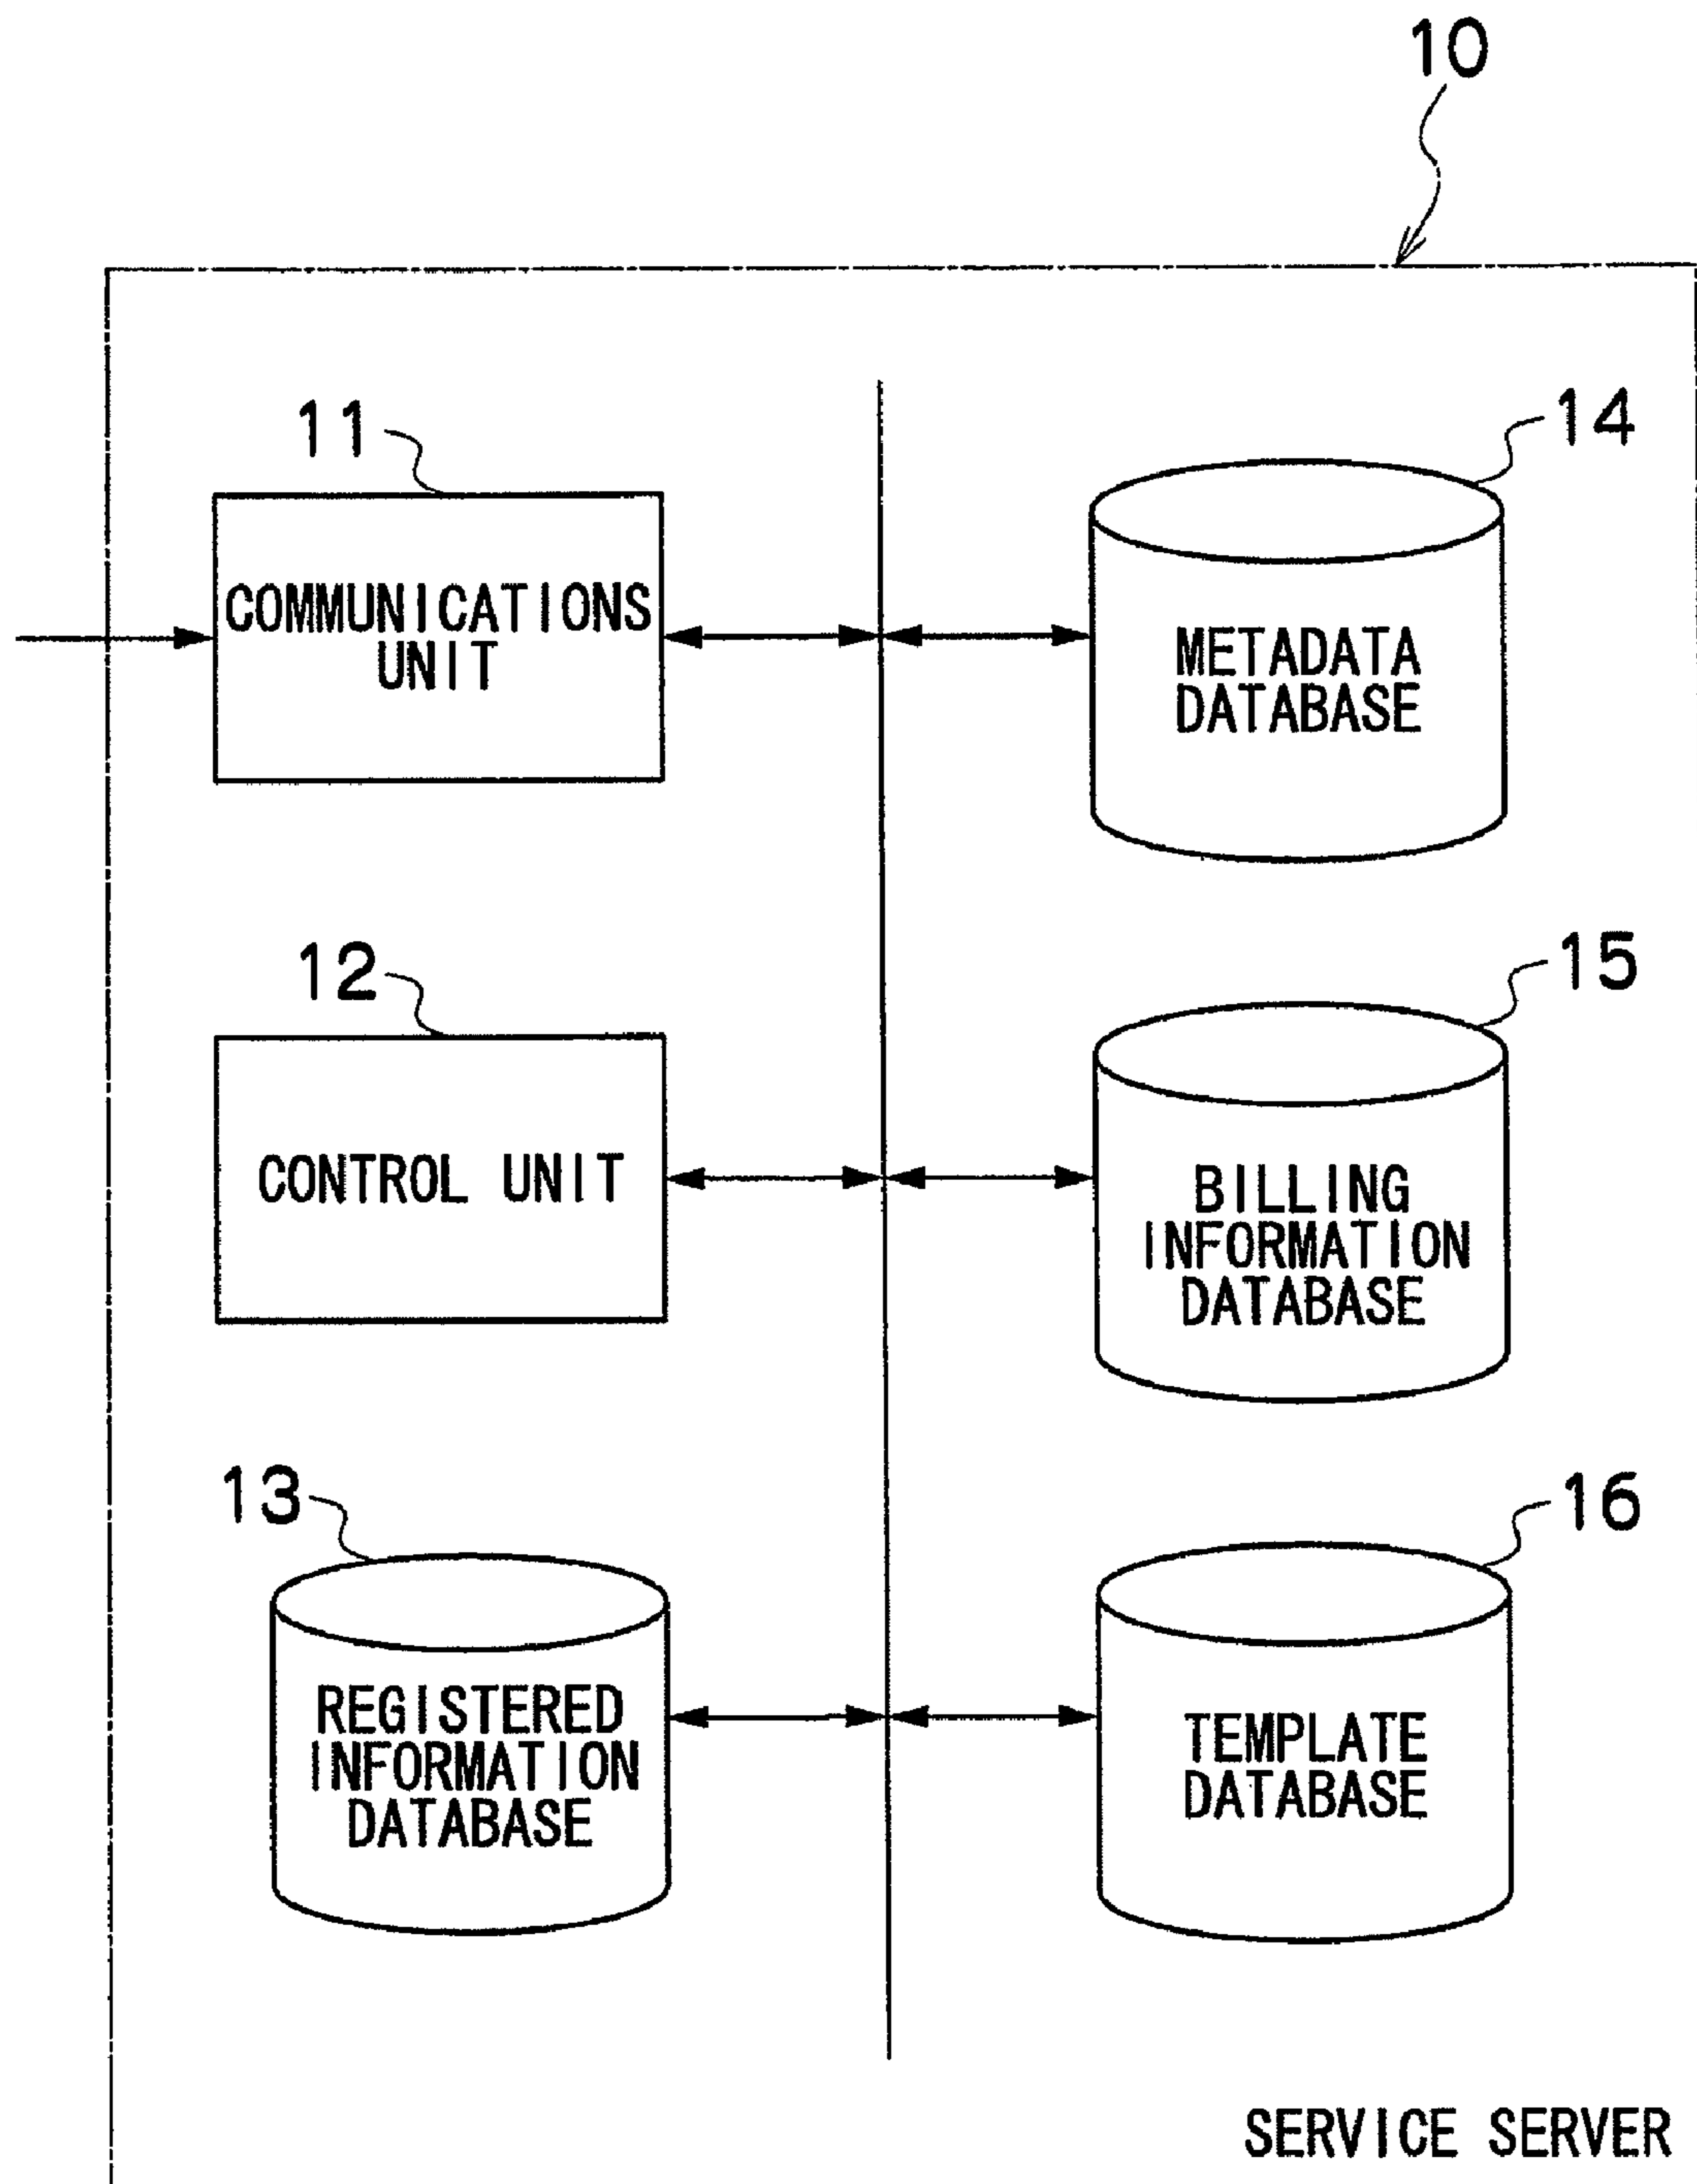 10
11
COMMUNICATIONS
UNIT
14
METADATA
DATABASE
12
CONTROL UNIT
15
BILLING
INFORMATION
DATABASE
13
REGISTERED
INFORMATION
DATABASE
16
TEMPLATE
DATABASE
SERVICE SERVER